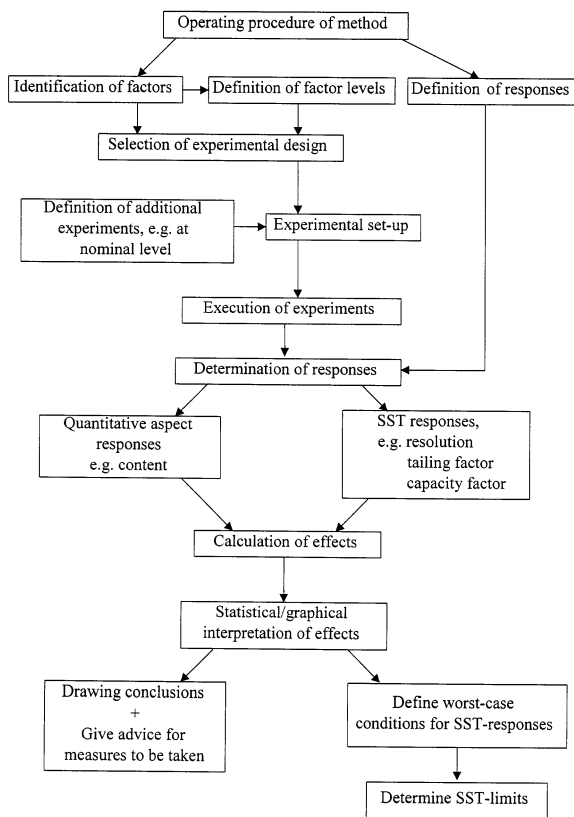 Operating procedure of method
Identification of factors
Definition of factor levels
Definition of responses
Selection of experimental design
Definition of additional
experiments, e.g. at
nominal level
Experimental set-up
Execution of experiments
Determination of responses
Quantitative aspect
responses
e.g. content
SST responses,
e.g. resolution
tailing factor
capacity factor
Calculation of effects
Statistical/graphical
interpretation of effects
Drawing conclusions
+
Give advice for
measures to be taken
Define worst-case
conditions for SST-responses
Determine SST-limits